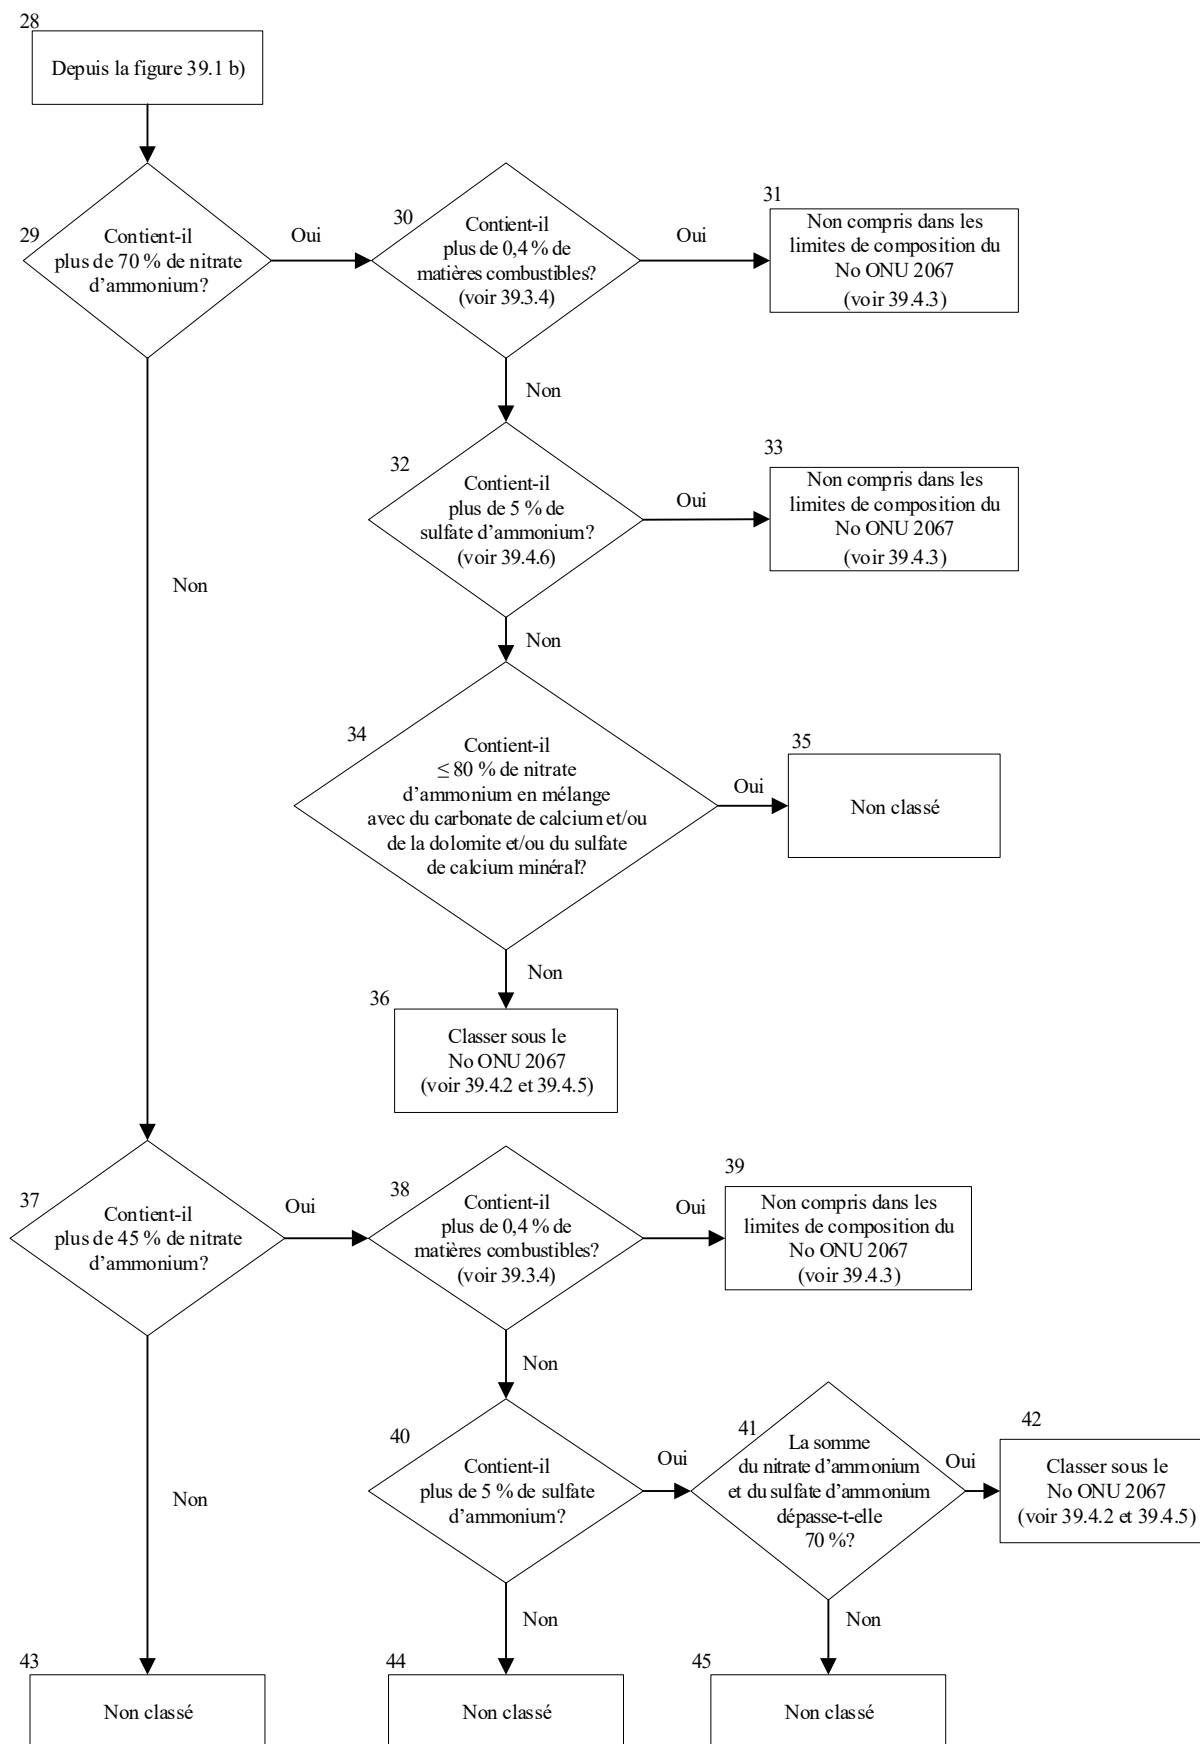 28
Depuis la figure 39.1 b)
29
Contient-il
plus de 70 % de nitrate
d'ammonium?
Oui
30
Contient-il
plus de 0,4 % de
matières combustibles?
(voir 39.3.4)
Oui
31
Non compris dans les
limites de composition du
No ONU 2067
(voir 39.4.3)
Non
32
Contient-il
plus de 5 % de
sulfate d'ammonium?
(voir 39.4.6)
Oui
33
Non compris dans les
limites de composition du
No ONU 2067
(voir 39.4.3)
Non
Non
34
Contient-il
≤ 80 % de nitrate
d'ammonium en mélange
avec du carbonate de calcium et/ou
de la dolomite et/ou du sulfate
de calcium minéral?
Oui
35
Non classé
Non
36
Classer sous le
No ONU 2067
(voir 39.4.2 et 39.4.5)
37
Contient-il
plus de 45 % de nitrate
d'ammonium?
Oui
38
Contient-il
plus de 0,4 % de
matières combustibles?
(voir 39.3.4)
Oui
39
Non compris dans les
limites de composition du
No ONU 2067
(voir 39.4.3)
Non
40
Contient-il
plus de 5 % de sulfate
d'ammonium?
Oui
41
La somme
du nitrate d'ammonium
et du sulfate d'ammonium
dépasse-t-elle
70 %?
Oui
42
Classer sous le
No ONU 2067
(voir 39.4.2 et 39.4.5)
Non
Non
Non
43
Non classé
44
Non classé
45
Non classé